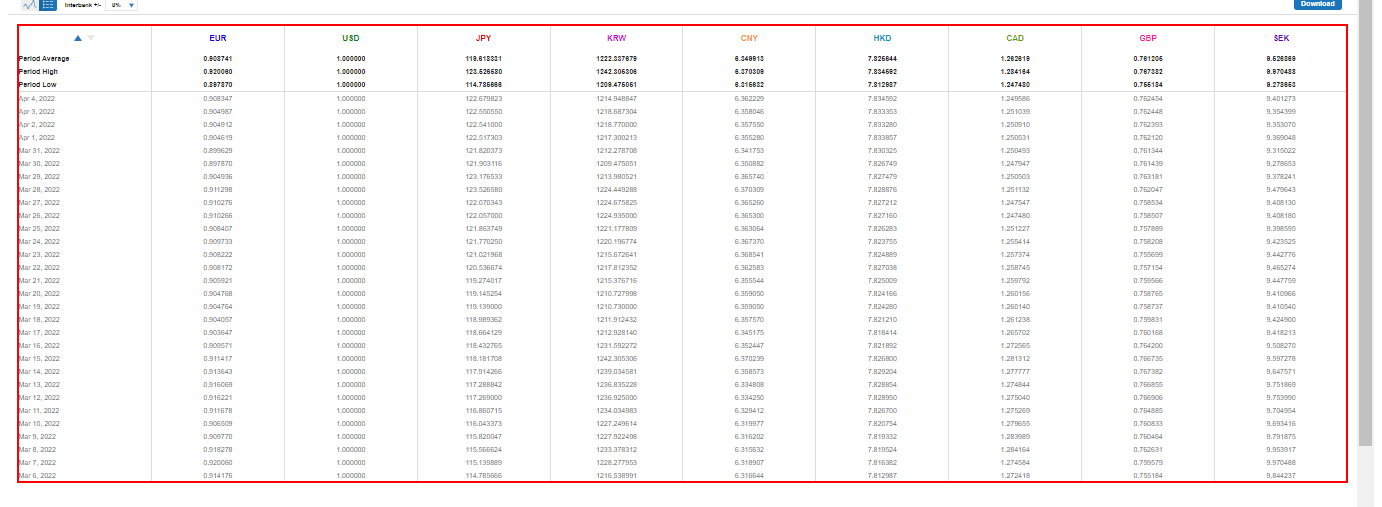 Interbank +/- 0% Download
EUR USD JPY KRW CNY HKD CAD GBP SEK
Period Average 0.908741 1.000000 119.618331 1222.337679 6.349913 7.825644 1.262619 0.761205 9.526869
Period High 0.920060 1.000000 123.526580 1242.305306 6.370309 7.834592 1.284164 0.767382 9.970488
Period Low 0.897870 1.000000 114.785666 1209.475051 6.315632 7.812987 1.247480 0.755184 9.278653
Apr 4, 2022 0.908347 1.000000 122.679823 1214.948847 6.362229 7.834592 1.249586 0.762454 9.401273
Apr 3, 2022 0.904987 1.000000 122.550550 1218.687304 6.358046 7.833353 1.251039 0.762448 9.354399
Apr 2, 2022 0.904912 1.000000 122.541000 1218.770000 6.357550 7.833280 1.250910 0.762393 9.353070
Apr 1, 2022 0.904619 1.000000 122.517303 1217.300213 6.355280 7.833857 1.250531 0.762120 9.369048
Mar 31, 2022 0.899629 1.000000 121.820373 1212.278708 6.341753 7.830325 1.250493 0.761344 9.315022
Mar 30, 2022 0.897870 1.000000 121.903116 1209.475051 6.350882 7.826749 1.247947 0.761439 9.278653
Mar 29, 2022 0.904936 1.000000 123.176533 1213.980521 6.365740 7.827479 1.250503 0.763181 9.378241
Mar 28, 2022 0.911298 1.000000 123.526580 1224.449288 6.370309 7.828876 1.251132 0.762047 9.479643
Mar 27, 2022 0.910276 1.000000 122.070343 1224.675825 6.365260 7.827212 1.247547 0.758534 9.408130
Mar 26, 2022 0.910266 1.000000 122.057000 1224.935000 6.365300 7.827160 1.247480 0.758507 9.408180
Mar 25, 2022 0.908407 1.000000 121.863749 1221.177809 6.363064 7.826283 1.251227 0.757889 9.398595
Mar 24, 2022 0.909733 1.000000 121.770250 1220.196774 6.367370 7.823755 1.255414 0.758208 9.423525
Mar 23, 2022 0.908222 1.000000 121.021968 1215.672641 6.368541 7.824889 1.257374 0.755699 9.442776
Mar 22, 2022 0.908172 1.000000 120.536674 1217.812352 6.362583 7.827038 1.258745 0.757154 9.465274
Mar 21, 2022 0.905921 1.000000 119.274017 1215.376716 6.355544 7.825009 1.259792 0.759566 9.447759
Mar 20, 2022 0.904768 1.000000 119.145254 1210.727998 6.359050 7.824166 1.260156 0.758765 9.410966
Mar 19, 2022 0.904764 1.000000 119.139000 1210.730000 6.359050 7.824280 1.260140 0.758737 9.410540
Mar 18, 2022 0.904057 1.000000 118.989362 1211.912432 6.357570 7.821210 1.261238 0.759831 9.424900
Mar 17, 2022 0.903647 1.000000 118.664129 1212.928140 6.345175 7.818414 1.265702 0.760168 9.418213
Mar 16, 2022 0.909571 1.000000 118.432765 1231.592272 6.352447 7.821892 1.272565 0.764200 9.508270
Mar 15, 2022 0.911417 1.000000 118.181708 1242.305306 6.370239 7.826800 1.281312 0.766735 9.597278
Mar 14, 2022 0.913643 1.000000 117.914266 1239.034581 6.358573 7.829204 1.277777 0.767382 9.647571
Mar 13, 2022 0.916069 1.000000 117.288842 1236.835228 6.334808 7.828854 1.274844 0.766855 9.751869
Mar 12, 2022 0.916221 1.000000 117.269000 1236.925000 6.334250 7.828950 1.275040 0.766906 9.753990
Mar 11, 2022 0.911678 1.000000 116.860715 1234.034983 6.329412 7.826700 1.275269 0.764885 9.704954
Mar 10, 2022 0.906509 1.000000 116.043373 1227.249614 6.319977 7.820754 1.279655 0.760833 9.693416
Mar 9, 2022 0.909770 1.000000 115.820047 1227.922498 6.316202 7.819332 1.283989 0.760464 9.791875
Mar 8, 2022 0.918278 1.000000 115.566624 1233.378312 6.315632 7.819524 1.284164 0.762631 9.953917
Mar 7, 2022 0.920060 1.000000 115.139889 1228.277953 6.318907 7.816382 1.274584 0.759579 9.970488
Mar 6, 2022 0.914176 1.000000 114.785666 1216.538991 6.316644 7.812987 1.272418 0.755184 9.844237